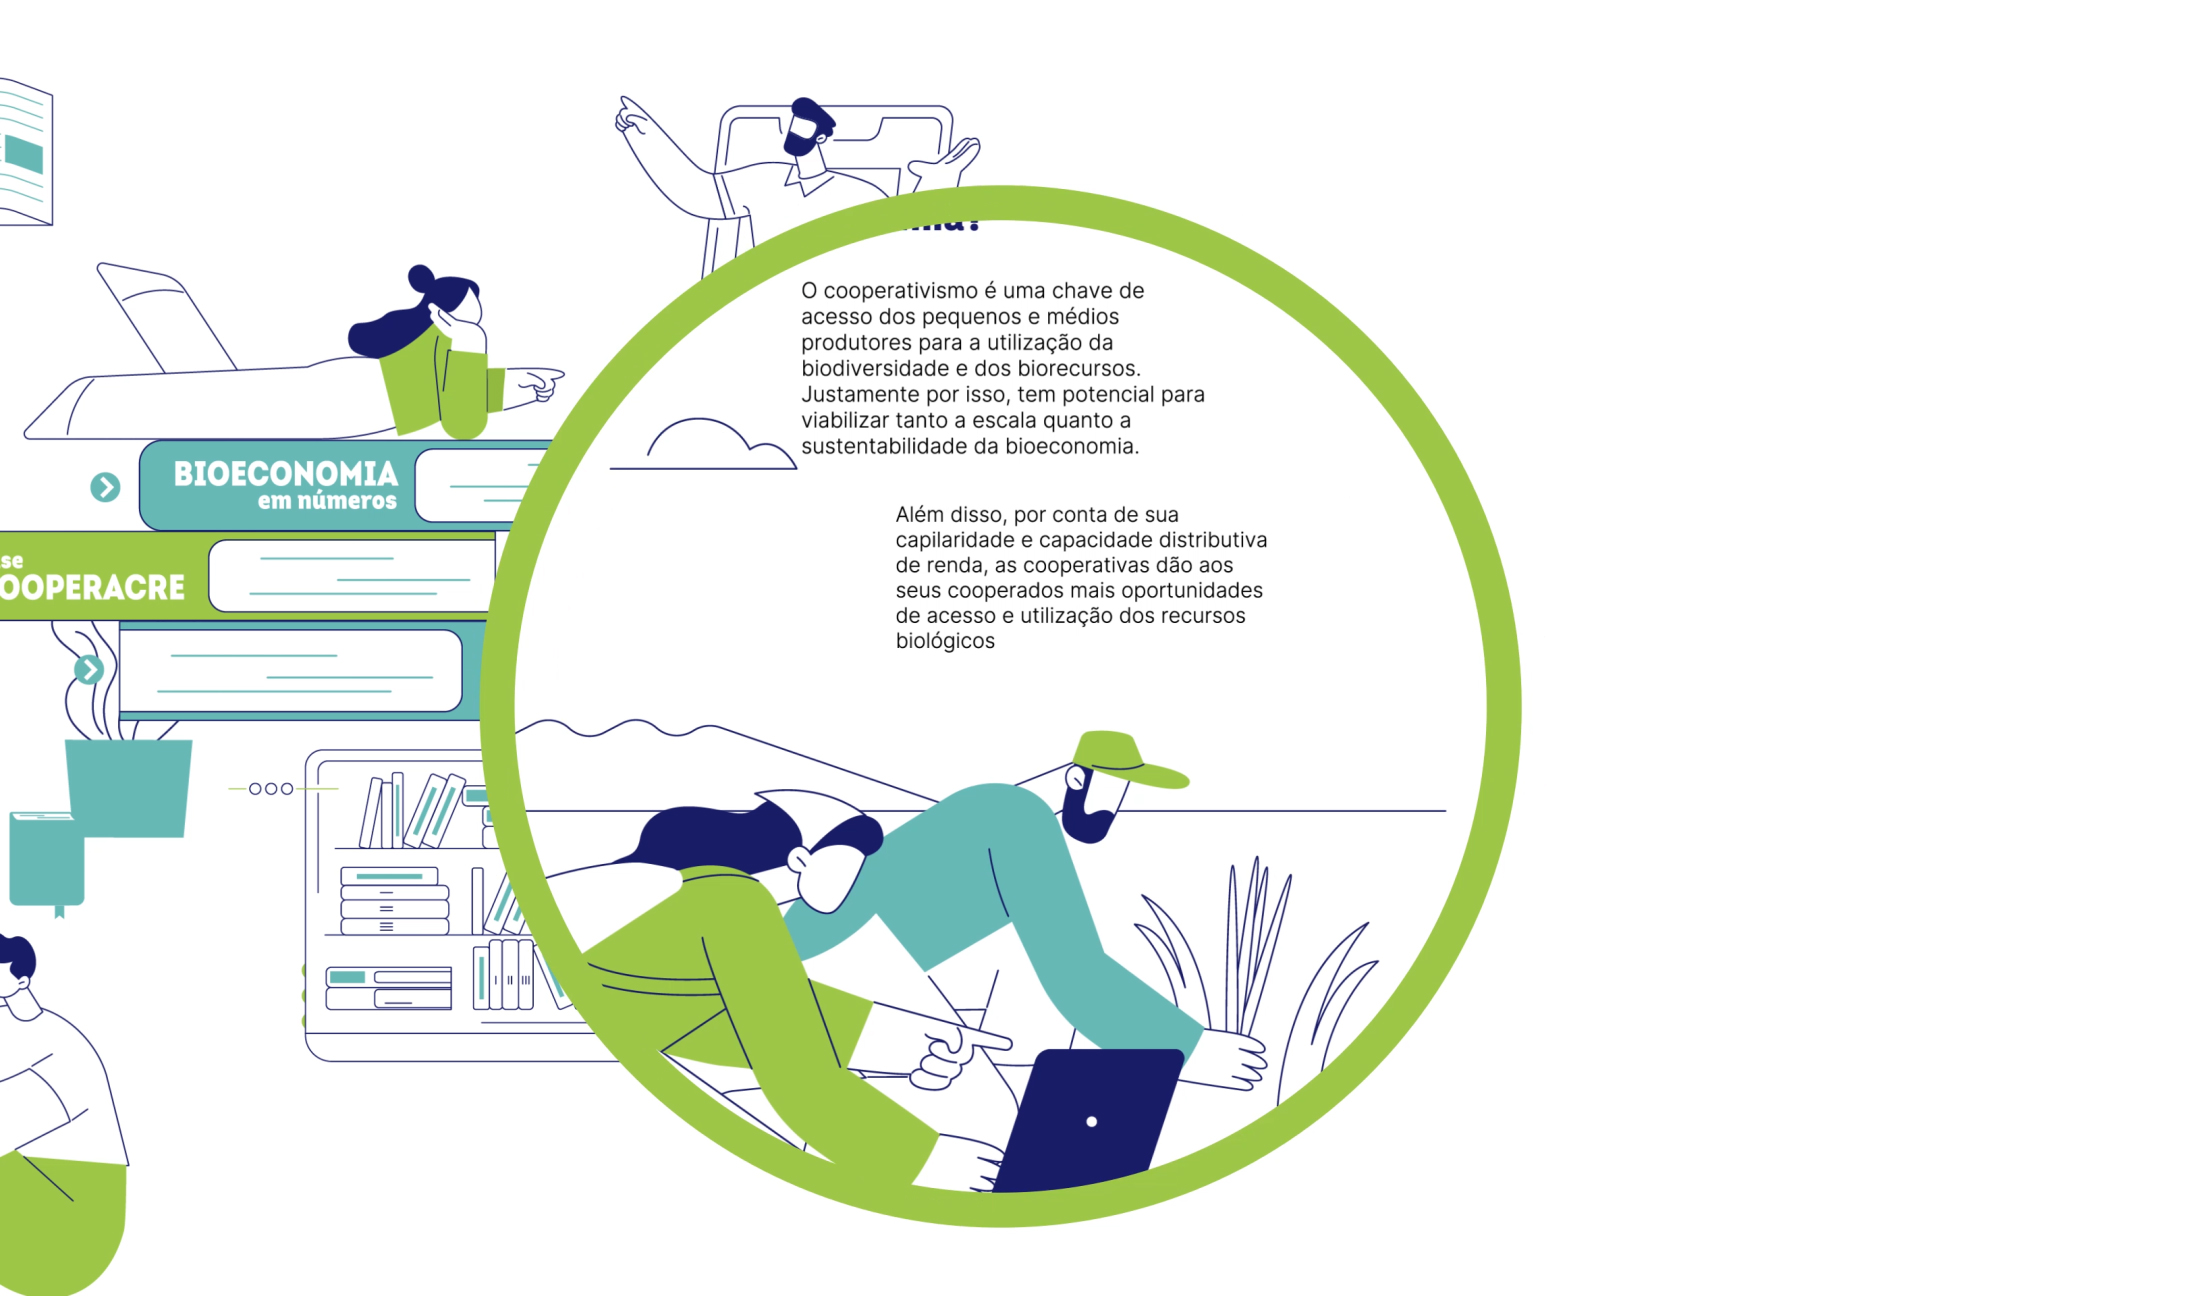 O cooperativismo é uma chave de
acesso dos pequenos e médios
produtores para a utilização da
biodiversidade e dos biorecursos.
Justamente por isso, tem potencial para
viabilizar tanto a escala quanto a
sustentabilidade da bioeconomia.
Além disso, por conta de sua
capilaridade e capacidade distributiva
de renda, as cooperativas dão aos
seus cooperados mais oportunidades
de acesso e utilização dos recursos
biológicos
BIOECONOMIA
em números
se
OOPERACRE